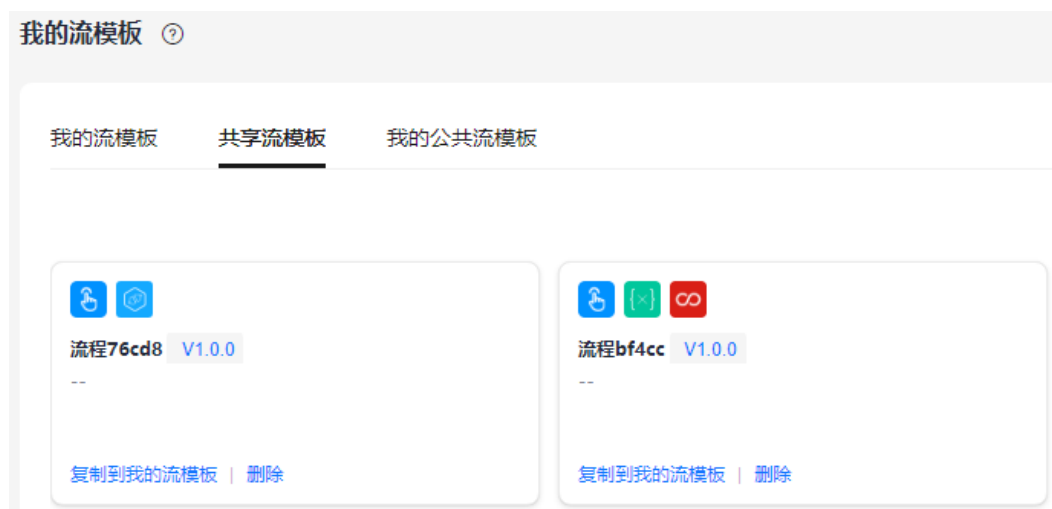 我的流模板 ?
我的流模板 共享流模板 我的公共流模板
流程76cd8 V1.0.0
--
复制到我的流模板 | 删除
流程bf4cc V1.0.0
--
复制到我的流模板 | 删除